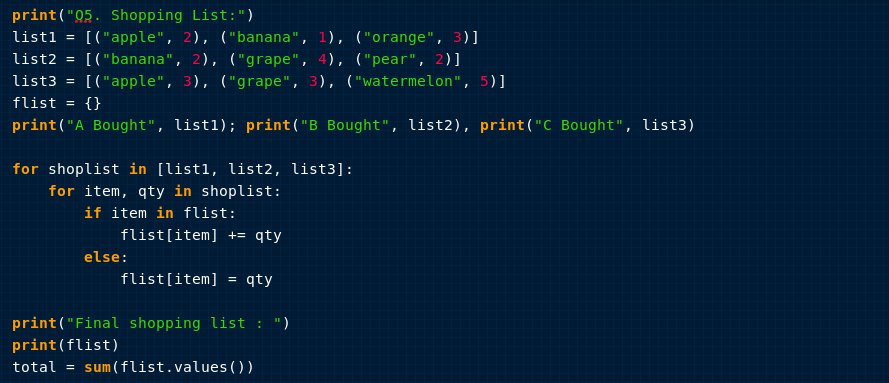 print("Q5. Shopping List:")
list1 = [("apple", 2), ("banana", 1), ("orange", 3)]
list2 = [("banana", 2), ("grape", 4), ("pear", 2)]
list3 = [("apple", 3), ("grape", 3), ("watermelon", 5)]
flist = {}
print("A Bought", list1); print("B Bought", list2), print("C Bought", list3)

for shoplist in [list1, list2, list3]:
    for item, qty in shoplist:
        if item in flist:
            flist[item] += qty
        else:
            flist[item] = qty

print("Final shopping list : ")
print(flist)
total = sum(flist.values())